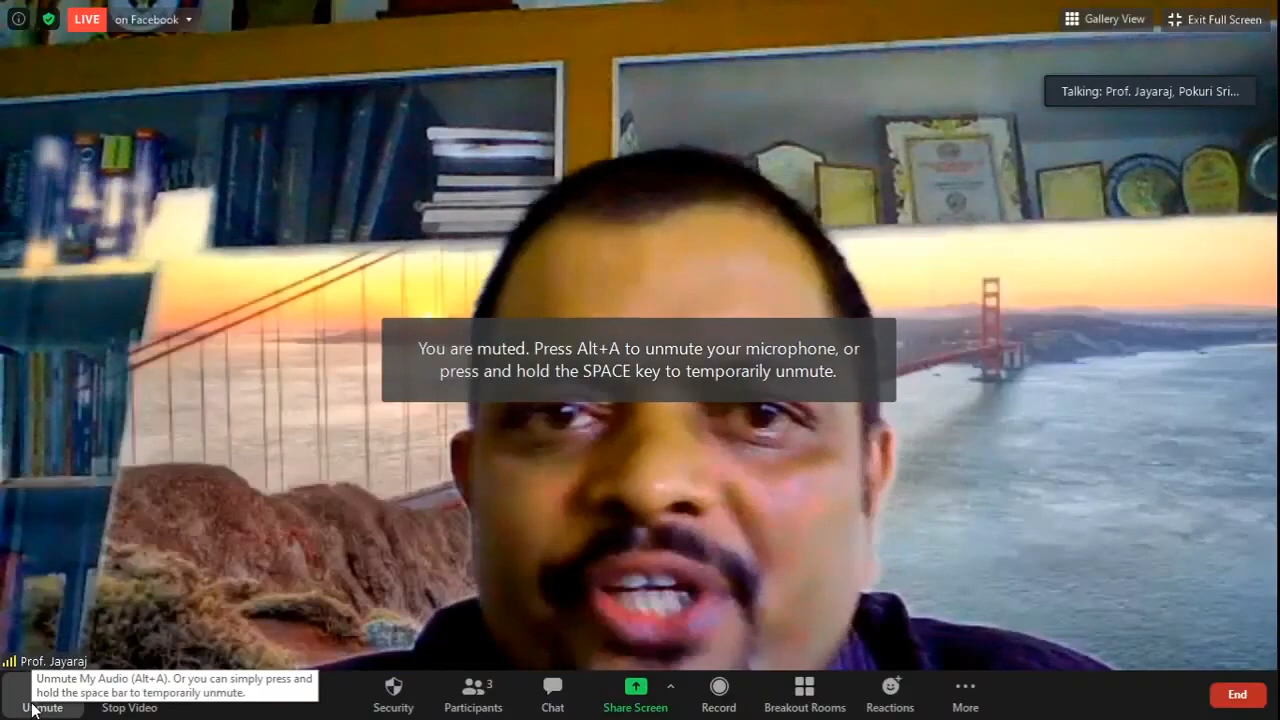 LIVE
on Facebook
Gallery View
Exit Full Screen
Talking: Prof. Jayaraj, Pokuri Sri...
You are muted. Press Alt+A to unmute your microphone, or
press and hold the SPACE key to temporarily unmute.
Prof. Jayaraj
Unmute My Audio (Alt+A). Or you can simply press and
hold the space bar to temporarily unmute.
Unmute
Stop Video
Security
3
Participants
Chat
Share Screen
Record
Breakout Rooms
Reactions
More
End